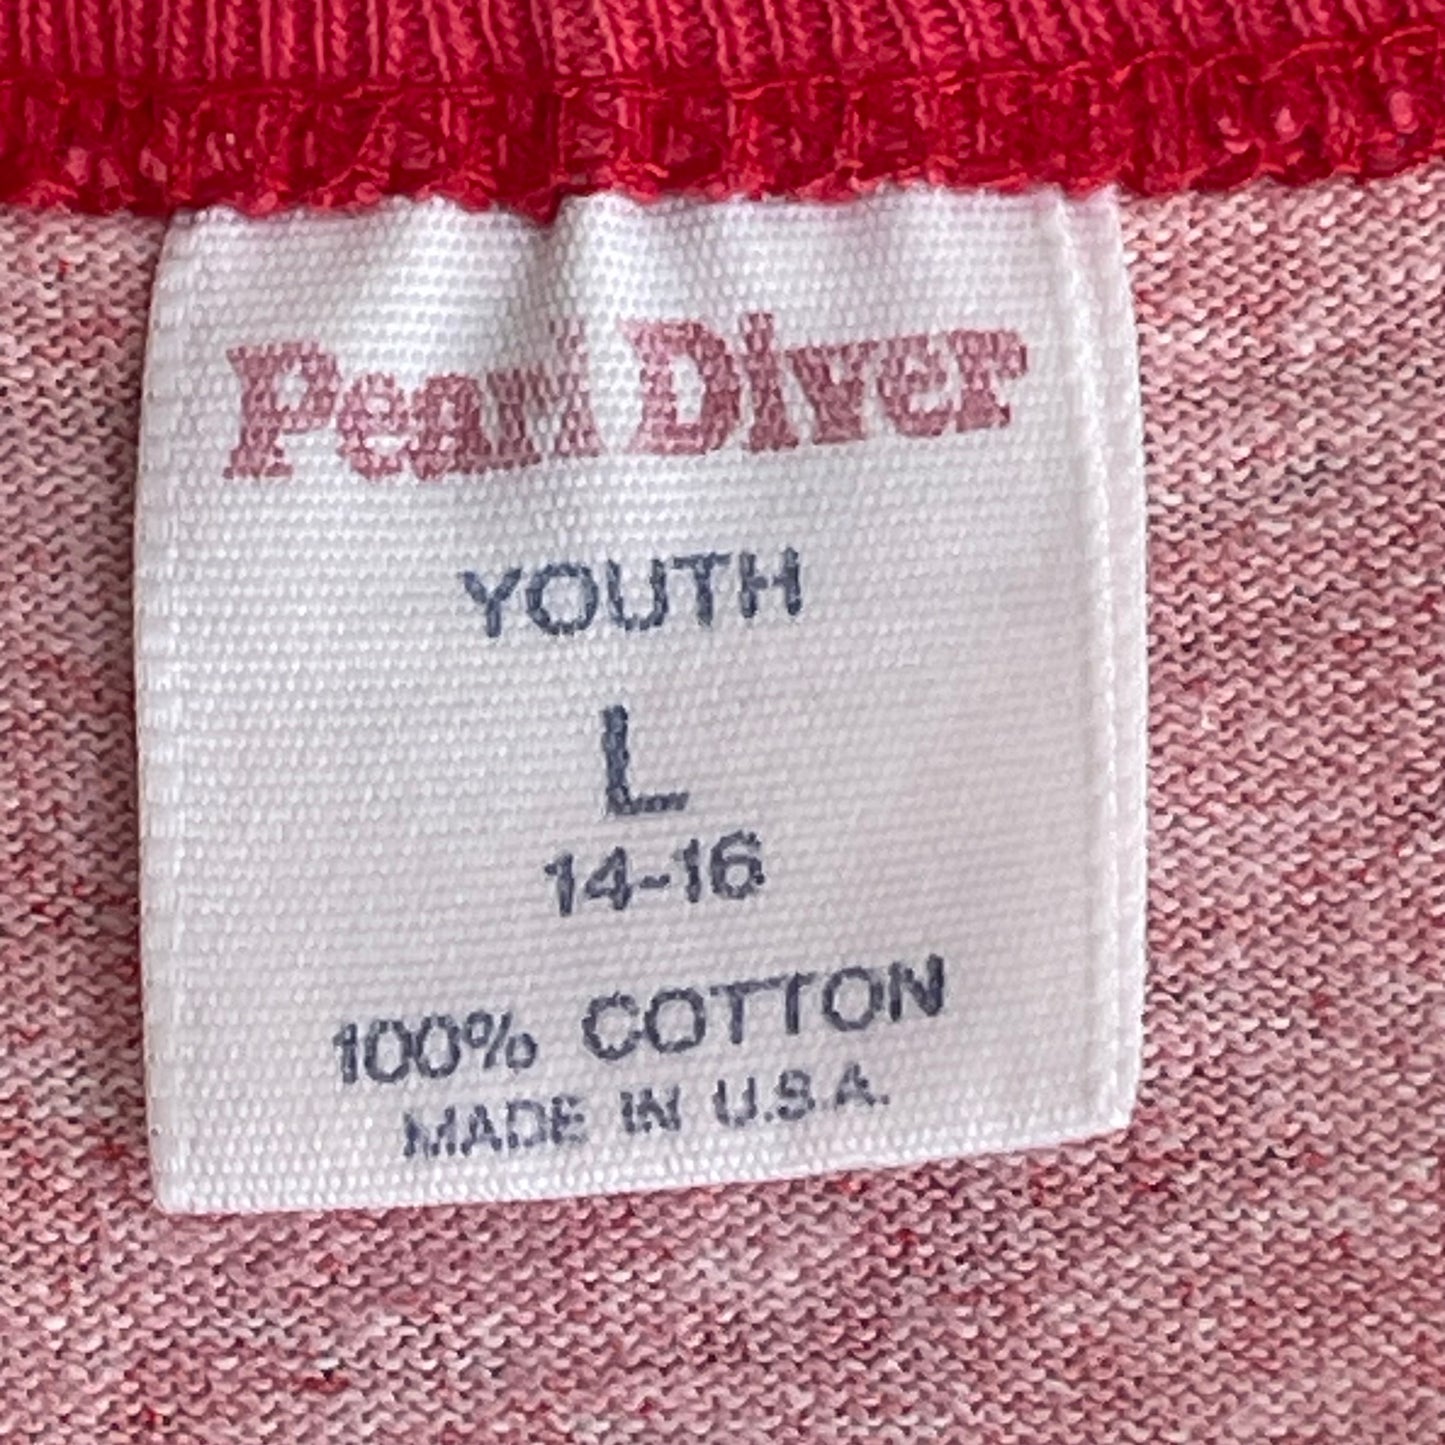 Pearl Diver
YOUTH
L
14-16
100% COTTON
MADE IN U.S.A.